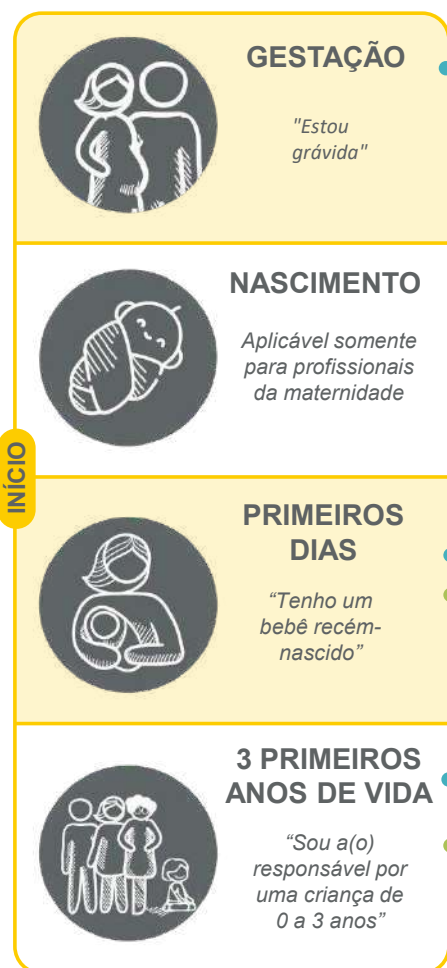 GESTAÇÃO
"Estou
grávida"
NASCIMENTO
Aplicável somente
para profissionais
da maternidade
INÍCIO
PRIMEIROS
DIAS
“Tenho um
bebê recém-
nascido”
3 PRIMEIROS
ANOS DE VIDA
“Sou a(o)
responsável por
uma criança de
0 a 3 anos”